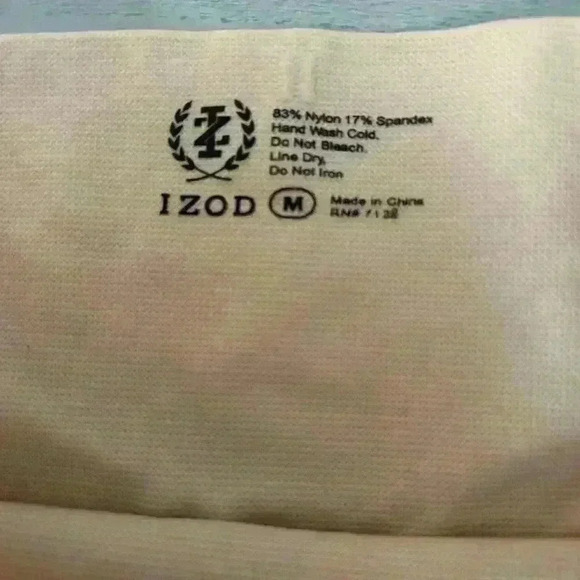 83% Nylon 17% Spandex
Hand Wash Cold.
Do Not Bleach.
Line Dry,
Do Not Iron
IZOD M Made in China